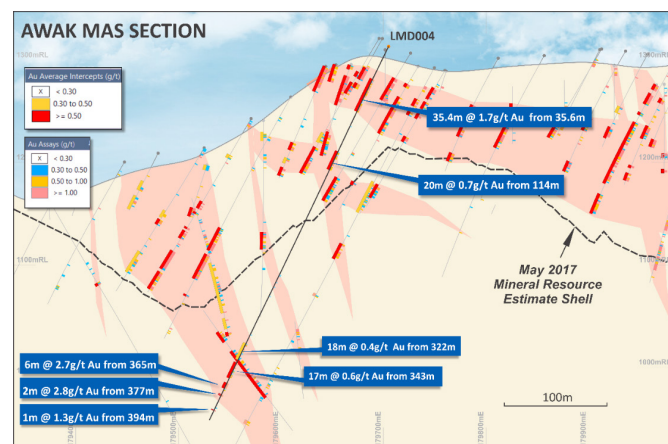 AWAK MAS SECTION
LMD004
1300mRL
Au Average Intercepts (g/t)
X < 0.30
0.30 to 0.50
>= 0.50
Au Assays (g/t)
X < 0.30
0.30 to 0.50
0.50 to 1.00
>= 1.00
35.4m @ 1.7g/t Au from 35.6m
20m @ 0.7g/t Au from 114m
1200mRL
May 2017
Mineral Resource
Estimate Shell
1100mRL
18m @ 0.4g/t Au from 322m
6m @ 2.7g/t Au from 365m
17m @ 0.6g/t Au from 343m
2m @ 2.8g/t Au from 377m
1m @ 1.3g/t Au from 394m
100m